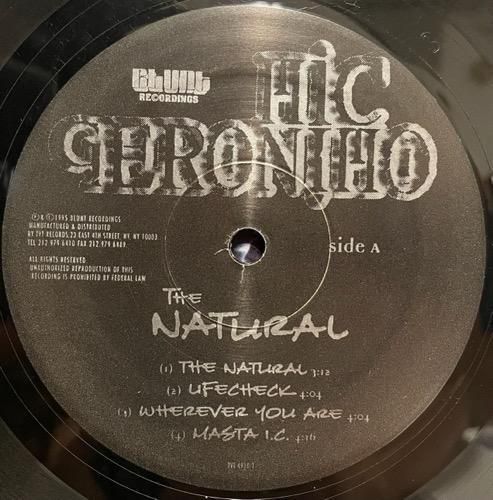 BLUNT
RECORDINGS
MIC
GERONIMO
℗ & © 1995 BLUNT RECORDINGS
MANUFACTURED & DISTRIBUTED
BY TVT RECORDS, 23 EAST 4TH STREET, NY, NY 10003
TEL 212 979 6410 FAX 212.979 6489.
ALL RIGHTS RESERVED
UNAUTHORIZED REPRODUCTION OF THIS
RECORDING IS PROHIBITED BY FEDERAL LAW
side A
THE
NATURAL
(1) THE NATURAL 3:12
(2) LIFECHECK 4:04
(3) WHEREVER YOU ARE 4:04
(4) MASTA I.C. 4:16
TVT